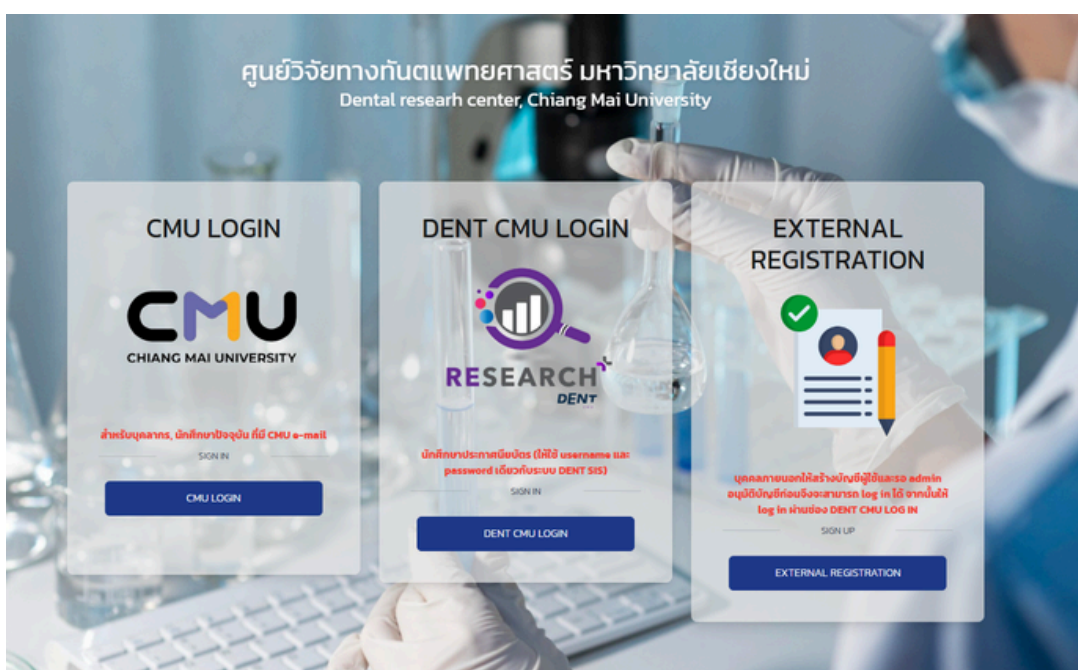 ศูนย์วิจัยทางทันตแพทยศาสตร์ มหาวิทยาลัยเชียงใหม่
Dental researh center, Chiang Mai University
CMU LOGIN
CMU
CHIANG MAI UNIVERSITY
สำหรับบุคลากร, นักศึกษาปัจจุบัน ที่มี CMU e-mail
SIGN IN
CMU LOGIN
DENT CMU LOGIN
RESEARCH
DENT
นักศึกษาประกาศนียบัตร (ให้ใช้ username และ
password เดียวกับระบบ DENT SIS)
SIGN IN
DENT CMU LOGIN
EXTERNAL
REGISTRATION
บุคคลภายนอกให้สร้างบัญชีผู้ใช้และรอ admin
อนุมัติบัญชีก่อนจึงจะสามารถ log in ได้ จากนั้นให้
log in ผ่านช่อง DENT CMU LOG IN
SIGN UP
EXTERNAL REGISTRATION